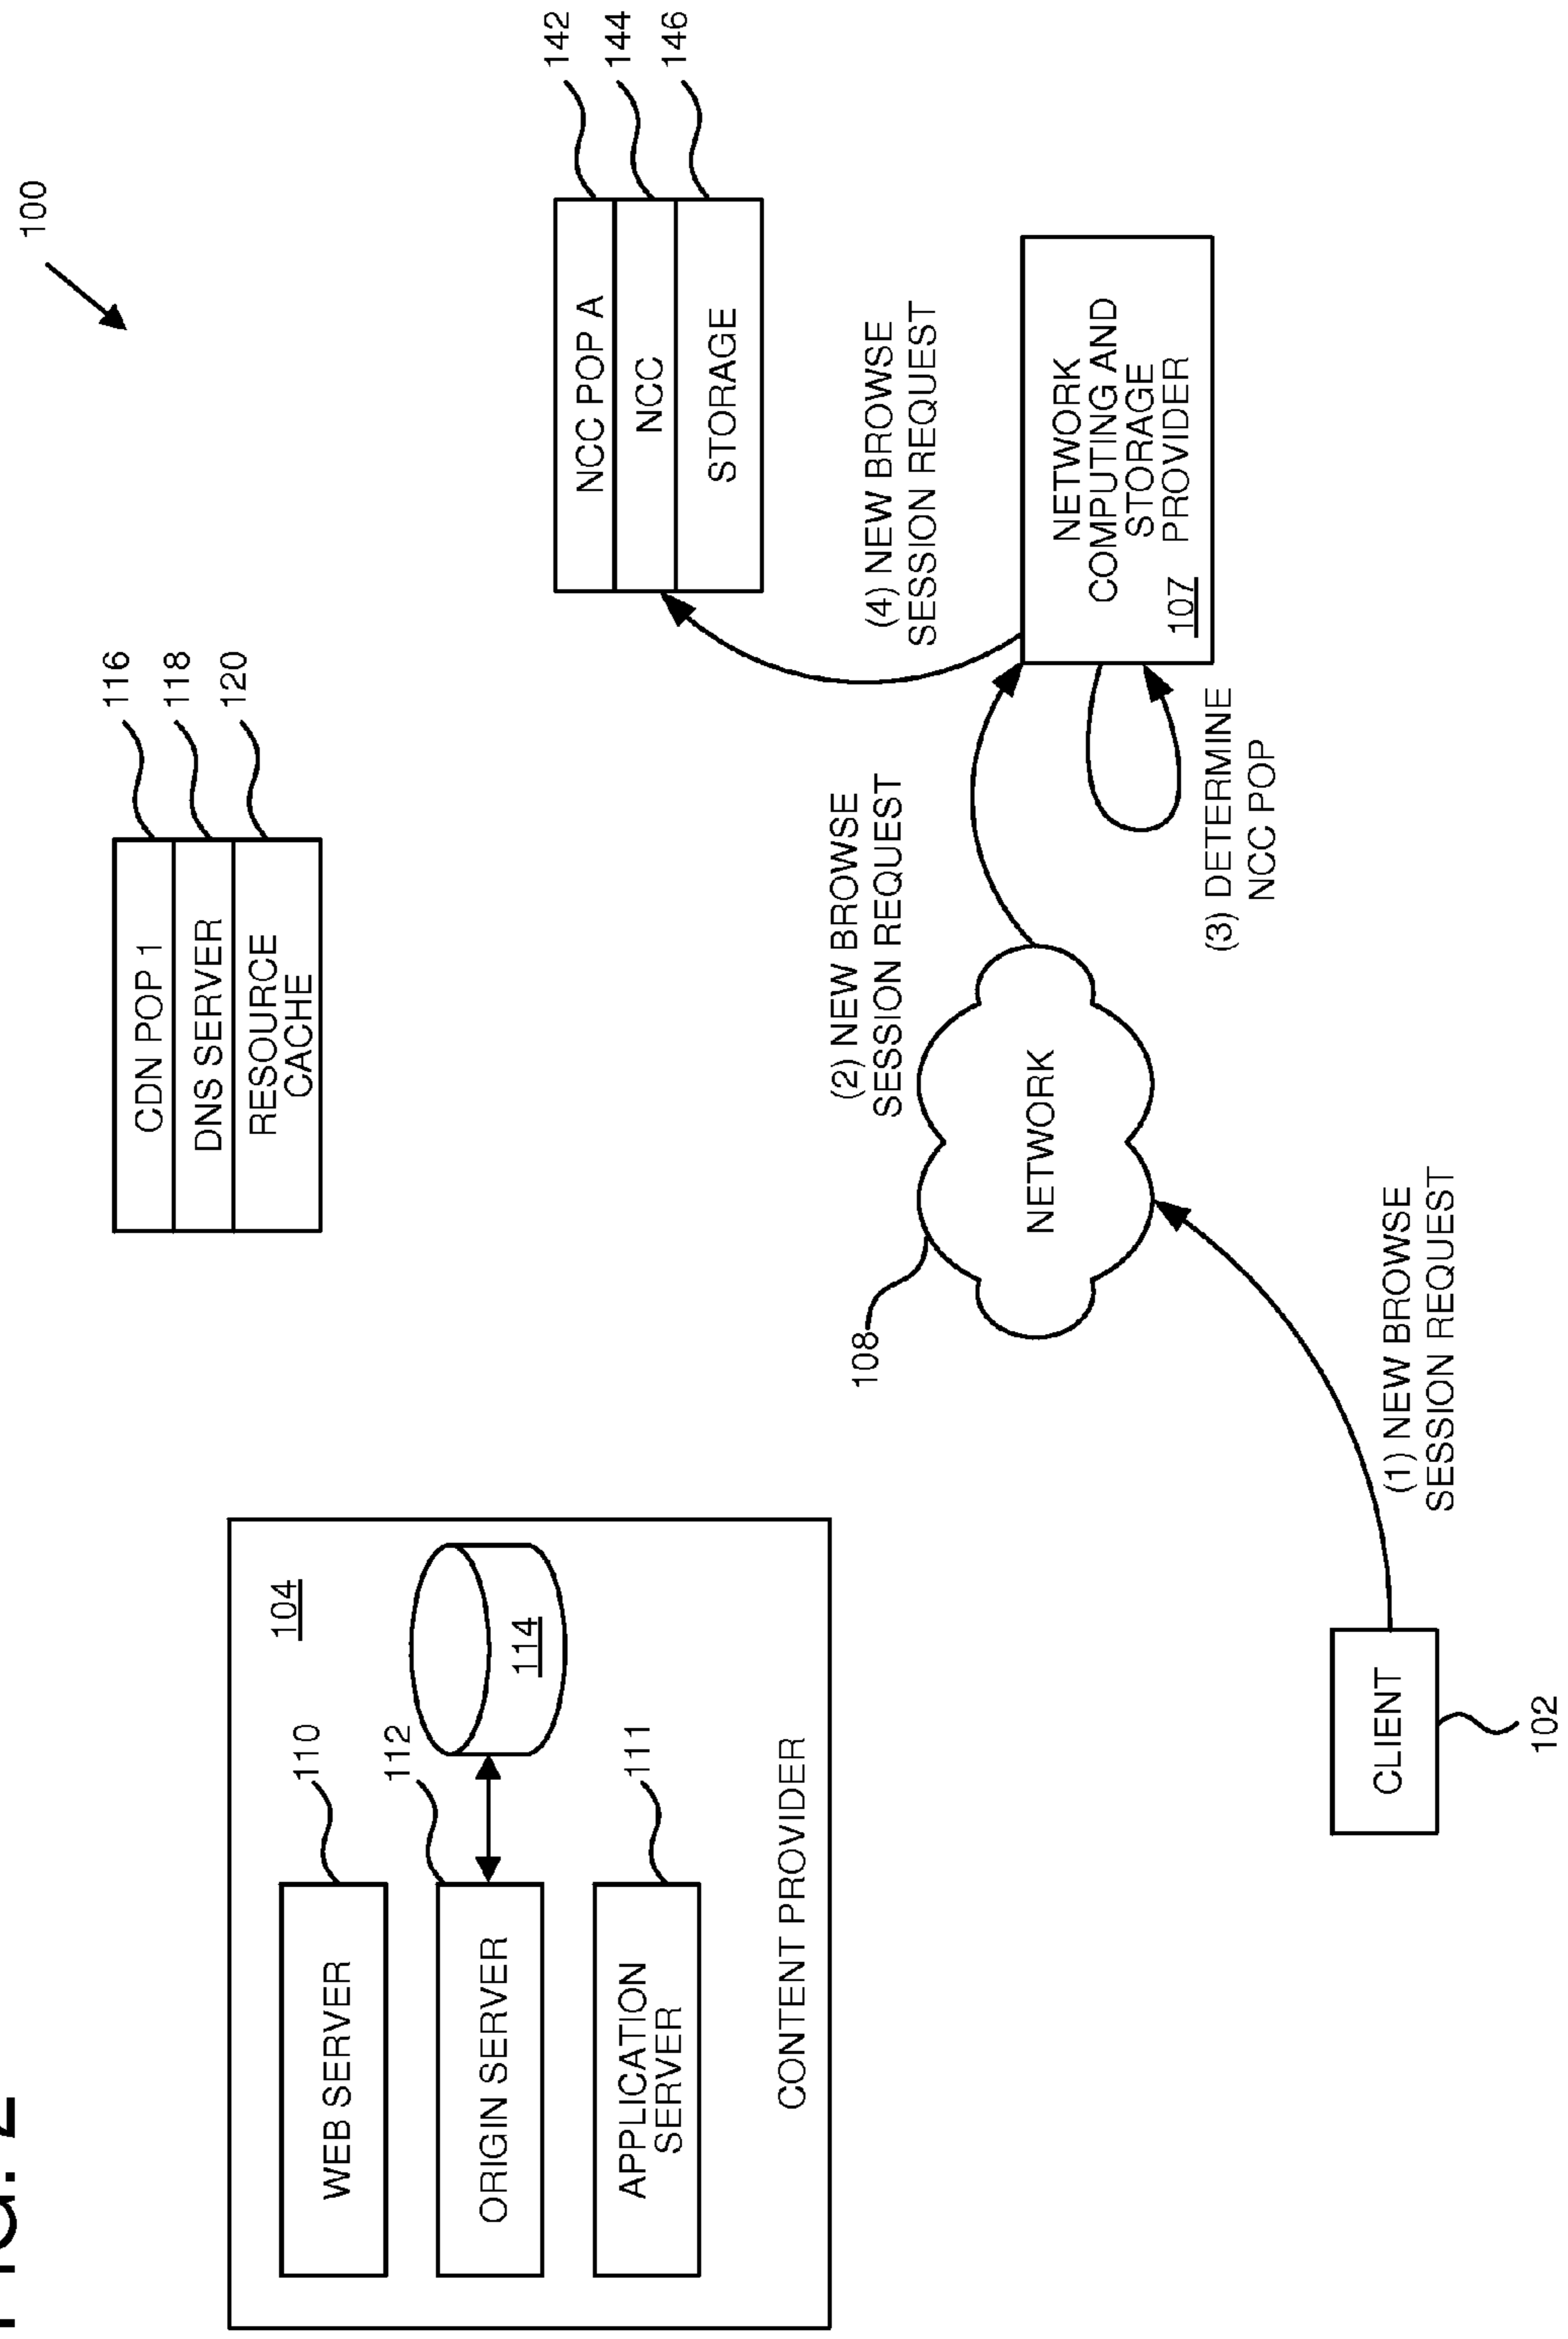 100
104
WEB SERVER
110
ORIGIN SERVER
112
114
APPLICATION
SERVER
111
CONTENT PROVIDER
CDN POP 1
116
DNS SERVER
118
RESOURCE
CACHE
120
NCC POP A
142
NCC
144
STORAGE
146
CLIENT
102
(1) NEW BROWSE
SESSION REQUEST
NETWORK
108
(2) NEW BROWSE
SESSION REQUEST
(3) DETERMINE
NCC POP
(4) NEW BROWSE
SESSION REQUEST
NETWORK
COMPUTING AND
STORAGE
PROVIDER
107